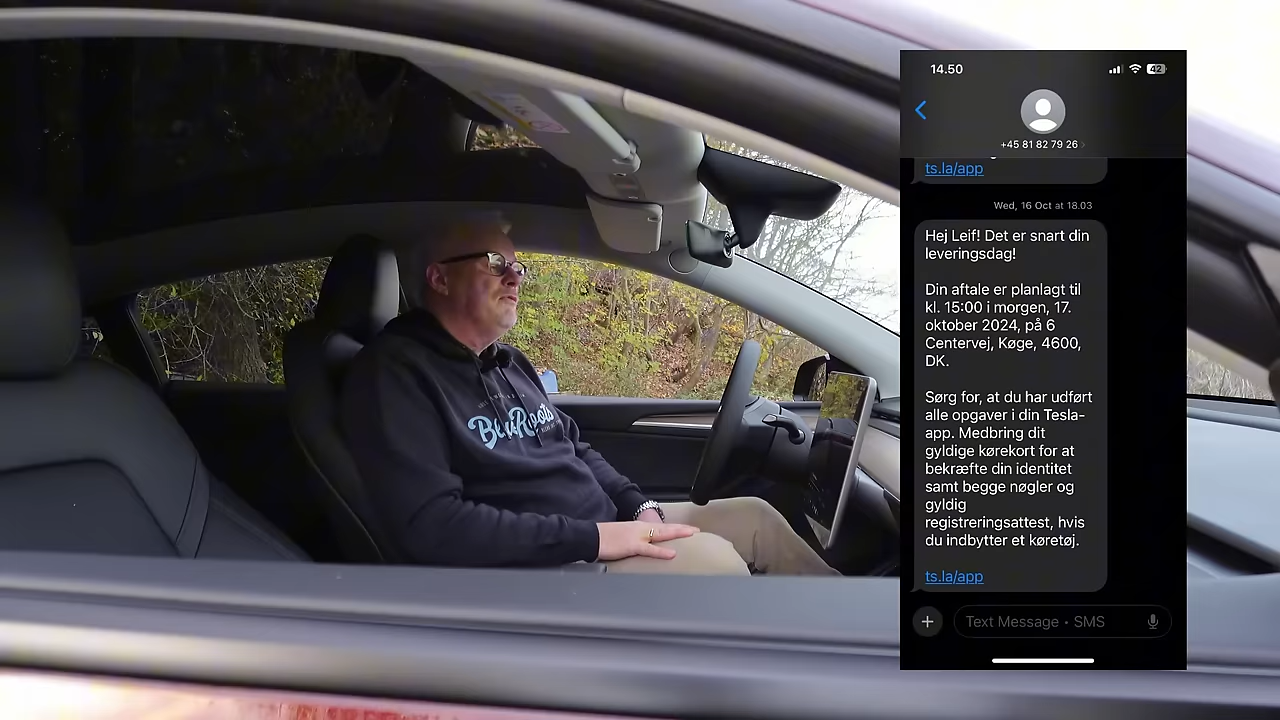 14.50
42
+45 81 82 79 26
ts.la/app
Wed, 16 Oct at 18.03
Hej Leif! Det er snart din
leveringsdag!
Din aftale er planlagt til
kl. 15:00 i morgen, 17.
oktober 2024, på 6
Centervej, Køge, 4600,
DK.
Sørg for, at du har udført
alle opgaver i din Tesla-
app. Medbring dit
gyldige kørekort for at
bekræfte din identitet
samt begge nøgler og
gyldig
registreringsattest, hvis
du indbytter et køretøj.
ts.la/app
Text Message • SMS